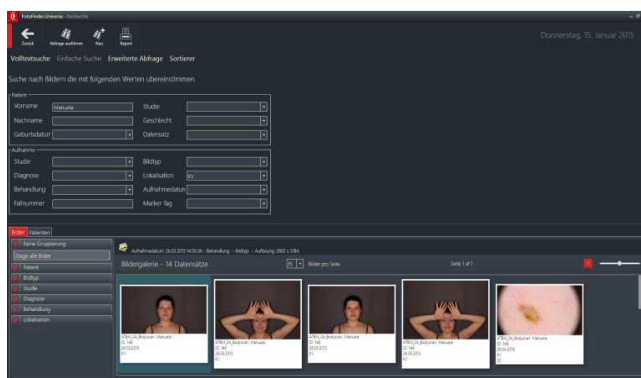 FotoFinder Universe - Recherche
Zurück Abfrage ausführen Neu Report
Donnerstag, 15. Januar 2015
Volltextsuche Einfache Suche Erweiterte Abfrage Sortierer
Suche nach Bildern die mit folgenden Werten übereinstimmen
Patient
Vorname Manuela Studie
Nachname Geschlecht
Geburtsdatum Datensatz
Aufnahme
Studie Bildtyp
Diagnose Lokalisation
Behandlung Aufnahmedatum
Fallnummer Marker Tag
Bilder Patienten
Keine Gruppierung
Zeige alle Bilder
Patient
Bildtyp
Studie
Diagnose
Behandlung
Lokalisation
Bildergalerie - 14 Datensätze 15 Bilder pro Seite Seite 1 of 1